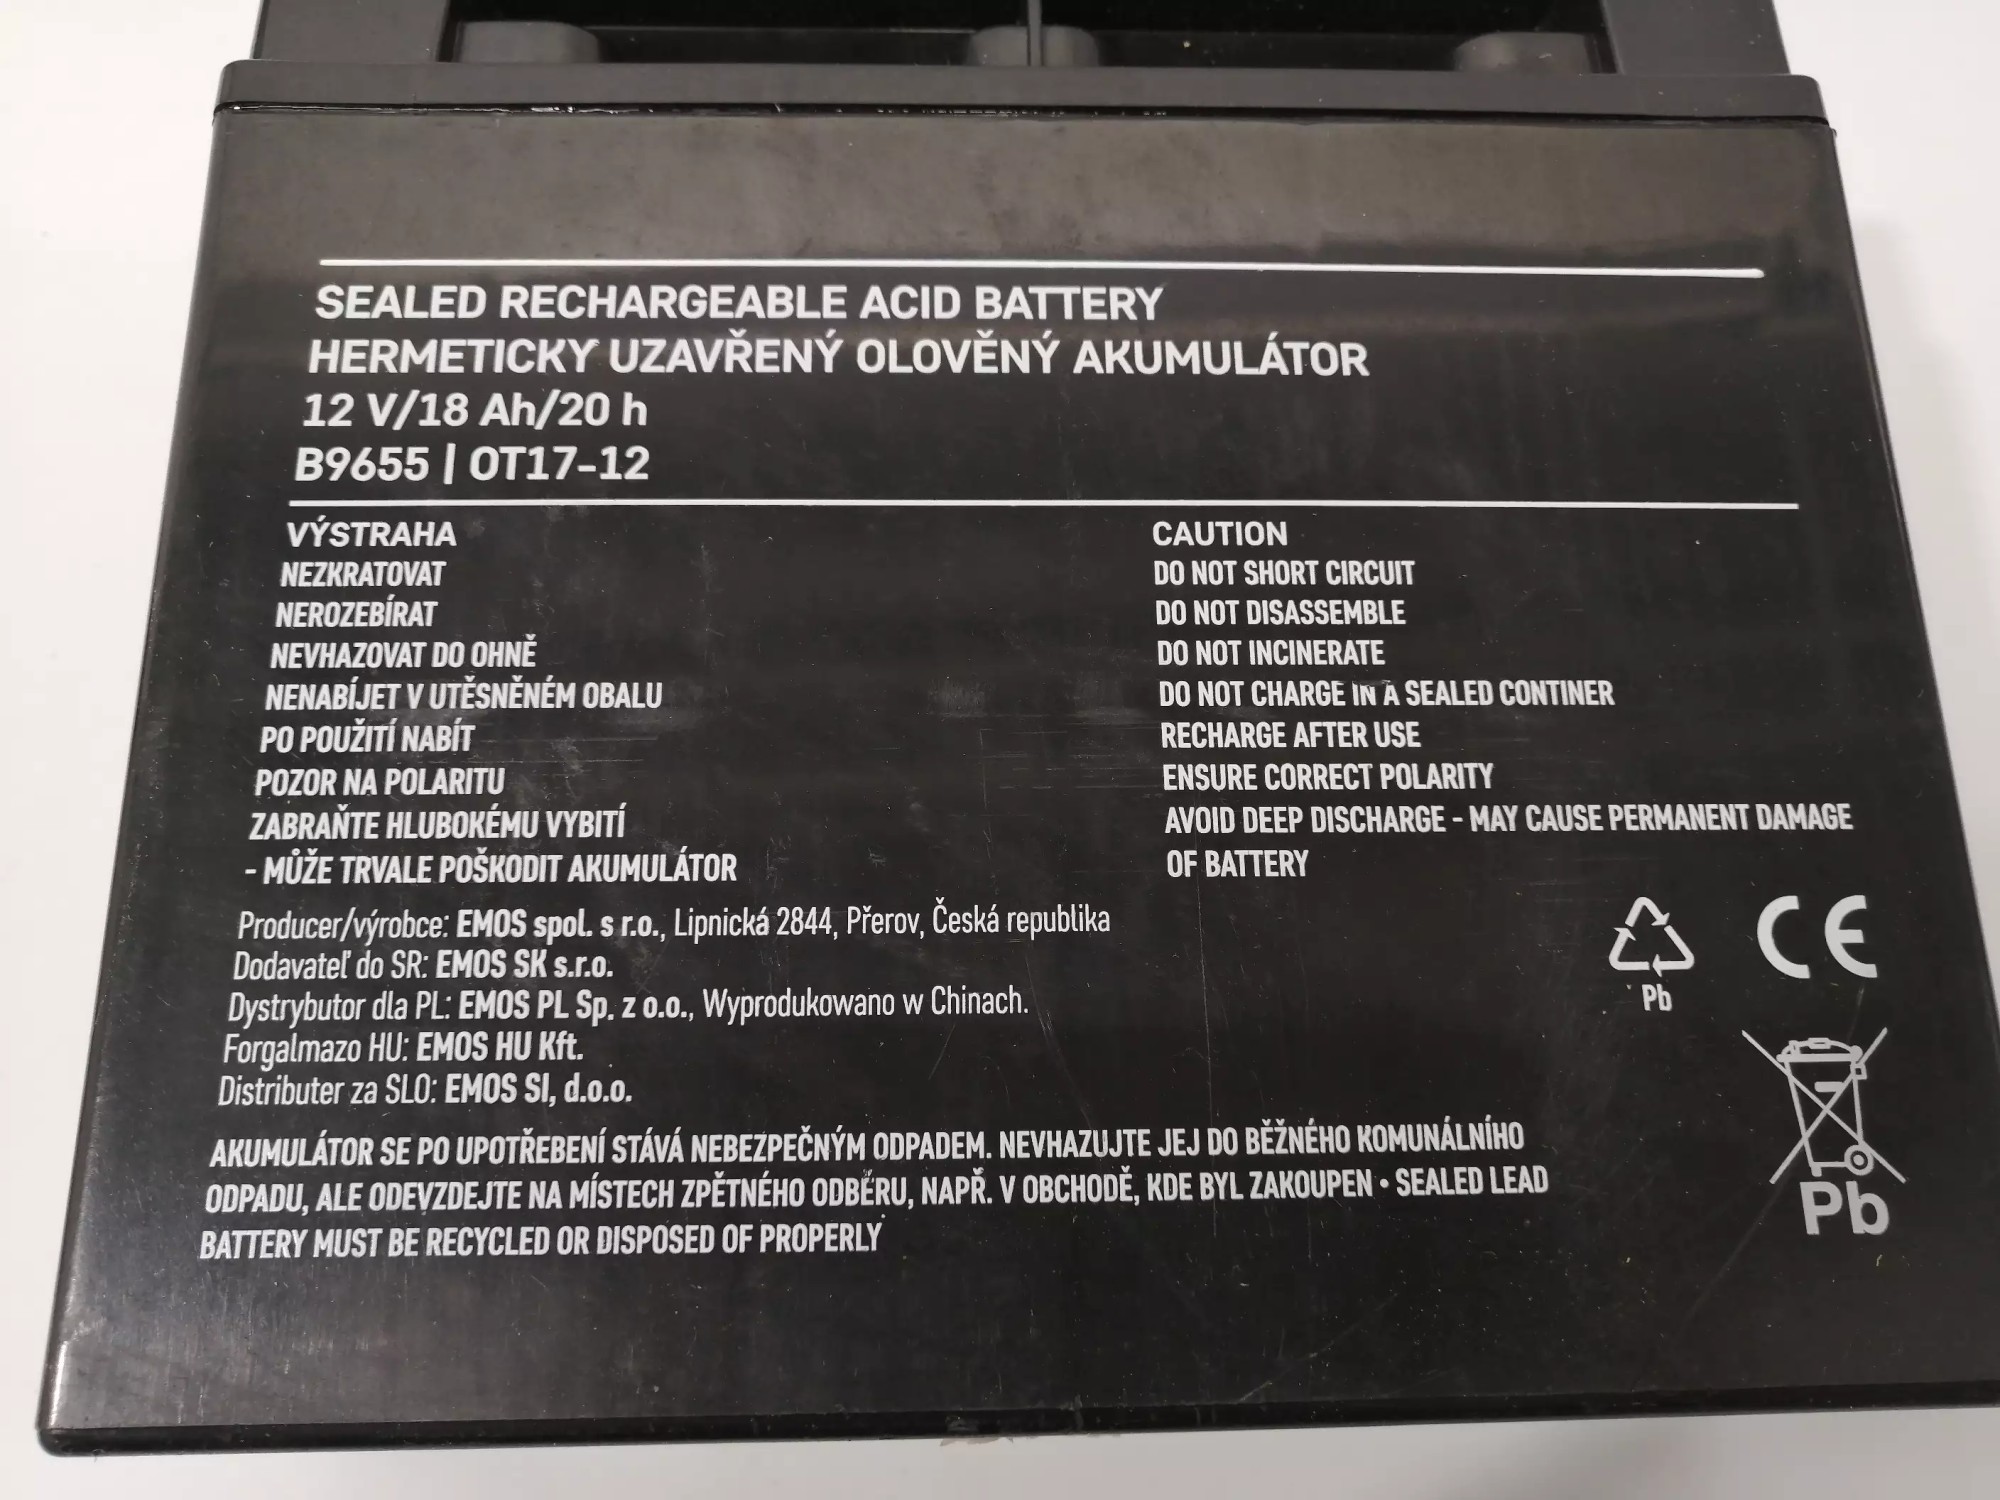 SEALED RECHARGEABLE ACID BATTERY
HERMETICKY UZAVŘENÝ OLOVĚNÝ AKUMULÁTOR
12 V/18 Ah/20 h
B9655 | OT17-12
VÝSTRAHA
NEZKRATOVAT
NEROZEBÍRAT
NEVHAZOVAT DO OHNĚ
NENABÍJET V UTĚSNĚNÉM OBALU
PO POUŽITÍ NABÍT
POZOR NA POLARITU
ZABRAŇTE HLUBOKÉMU VYBITÍ
- MŮŽE TRVALE POŠKODIT AKUMULÁTOR
CAUTION
DO NOT SHORT CIRCUIT
DO NOT DISASSEMBLE
DO NOT INCINERATE
DO NOT CHARGE IN A SEALED CONTINER
RECHARGE AFTER USE
ENSURE CORRECT POLARITY
AVOID DEEP DISCHARGE - MAY CAUSE PERMANENT DAMAGE
OF BATTERY
Producer/výrobce: EMOS spol. s r.o., Lipnická 2844, Přerov, Česká republika
Dodavateľ do SR: EMOS SK s.r.o.
Dystrybutor dla PL: EMOS PL Sp. z o.o., Wyprodukowano w Chinach.
Forgalmazo HU: EMOS HU Kft.
Distributer za SLO: EMOS SI, d.o.o.
Pb
CE
Pb
AKUMULÁTOR SE PO UPOTŘEBENÍ STÁVÁ NEBEZPEČNÝM ODPADEM. NEVHAZUJTE JEJ DO BĚŽNÉHO KOMUNÁLNÍHO
ODPADU, ALE ODEVZDEJTE NA MÍSTECH ZPĚTNÉHO ODBĚRU, NAPŘ. V OBCHODĚ, KDE BYL ZAKOUPEN • SEALED LEAD
BATTERY MUST BE RECYCLED OR DISPOSED OF PROPERLY